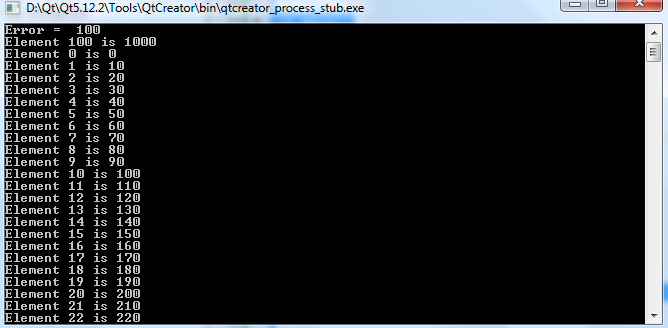 D:\Qt\Qt5.12.2\Tools\QtCreator\bin\qtcreator_process_stub.exe
Error =  100
Element 100 is 1000
Element 0 is 0
Element 1 is 10
Element 2 is 20
Element 3 is 30
Element 4 is 40
Element 5 is 50
Element 6 is 60
Element 7 is 70
Element 8 is 80
Element 9 is 90
Element 10 is 100
Element 11 is 110
Element 12 is 120
Element 13 is 130
Element 14 is 140
Element 15 is 150
Element 16 is 160
Element 17 is 170
Element 18 is 180
Element 19 is 190
Element 20 is 200
Element 21 is 210
Element 22 is 220